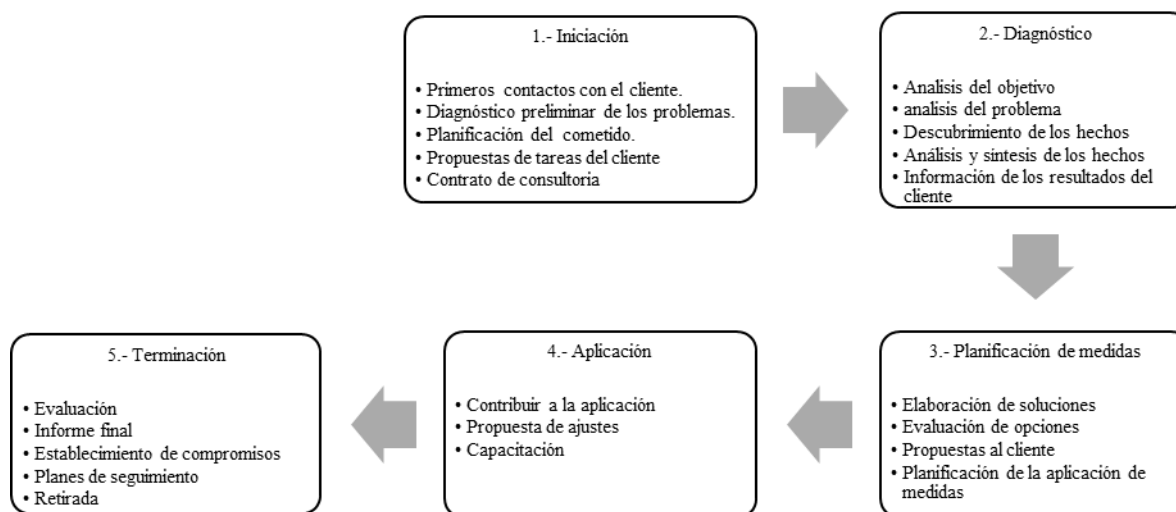 1.- Iniciación
• Primeros contactos con el cliente.
• Diagnóstico preliminar de los problemas.
• Planificación del cometido.
• Propuestas de tareas del cliente
• Contrato de consultoria
2.- Diagnóstico
• Analisis del objetivo
• analisis del problema
• Descubrimiento de los hechos
• Análisis y sintesis de los hechos
• Información de los resultados del
cliente
3.- Planificación de medidas
• Elaboración de soluciones
• Evaluación de opciones
• Propuestas al cliente
• Planificación de la aplicación de
medidas
4.- Aplicación
• Contribuir a la aplicación
• Propuesta de ajustes
• Capacitación
5.- Terminación
• Evaluación
• Informe final
• Establecimiento de compromisos
• Planes de seguimiento
• Retirada